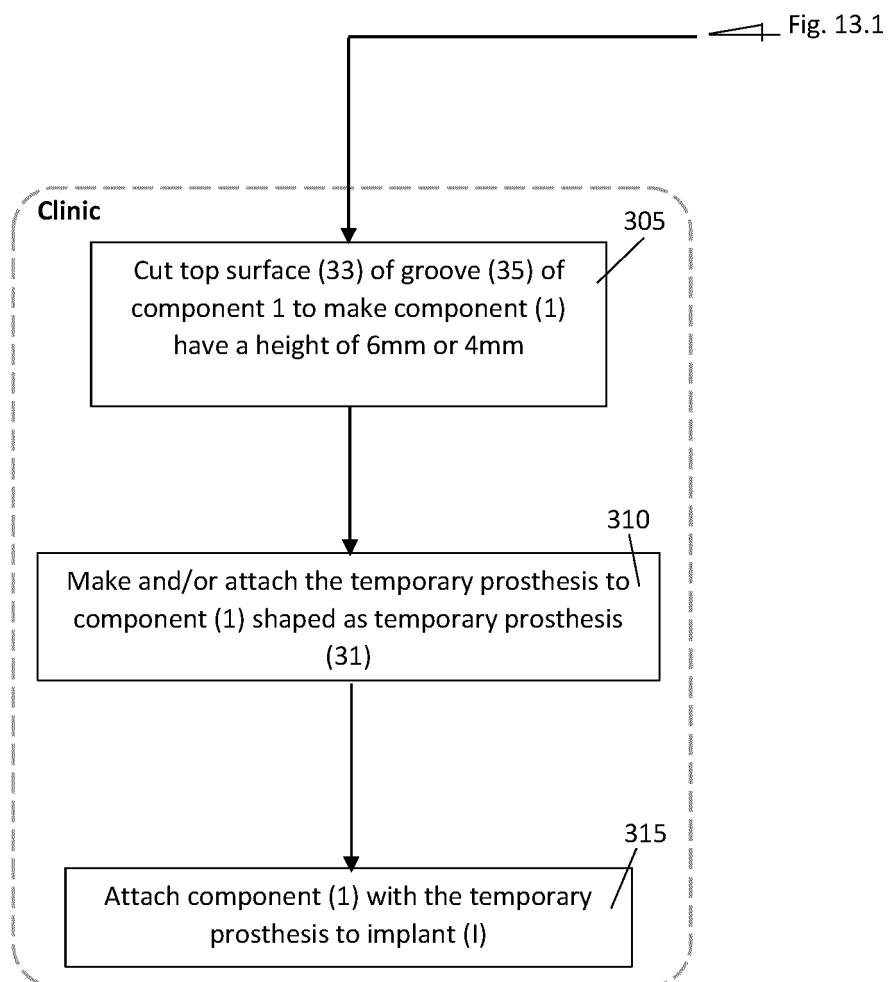 Fig. 13.1
Clinic
305
Cut top surface (33) of groove (35) of
component 1 to make component (1)
have a height of 6mm or 4mm
310
Make and/or attach the temporary prosthesis to
component (1) shaped as temporary prosthesis
(31)
315
Attach component (1) with the temporary
prosthesis to implant (I)